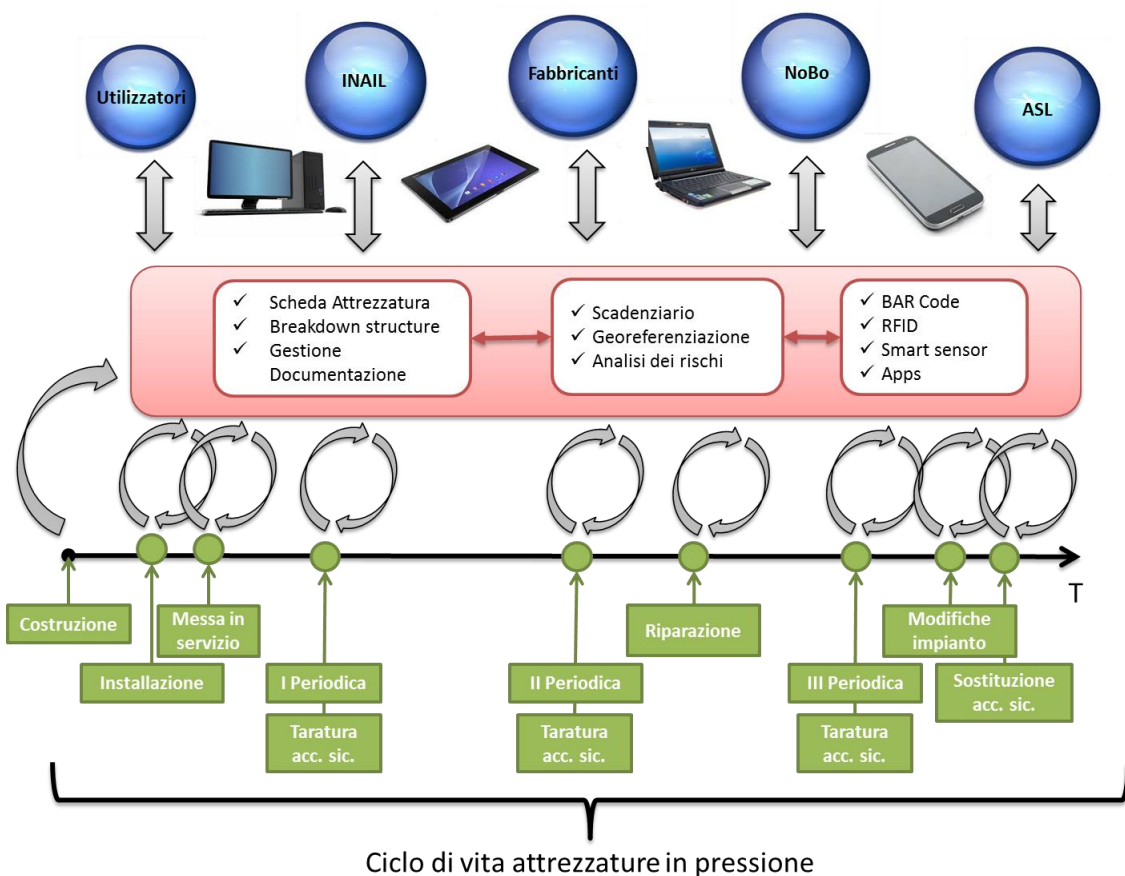 Utilizzatori
INAIL
Fabbricanti
NoBo
ASL
✓ Scheda Attrezzatura
✓ Breakdown structure
✓ Gestione
Documentazione
✓ Scadenziario
✓ Georeferenziazione
✓ Analisi dei rischi
✓ BAR Code
✓ RFID
✓ Smart sensor
✓ Apps
T
Costruzione
Installazione
Messa in
servizio
I Periodica
Taratura
acc. sic.
II Periodica
Taratura
acc. sic.
Riparazione
III Periodica
Taratura
acc. sic.
Modifiche
impianto
Sostituzione
acc. sic.
Ciclo di vita attrezzature in pressione